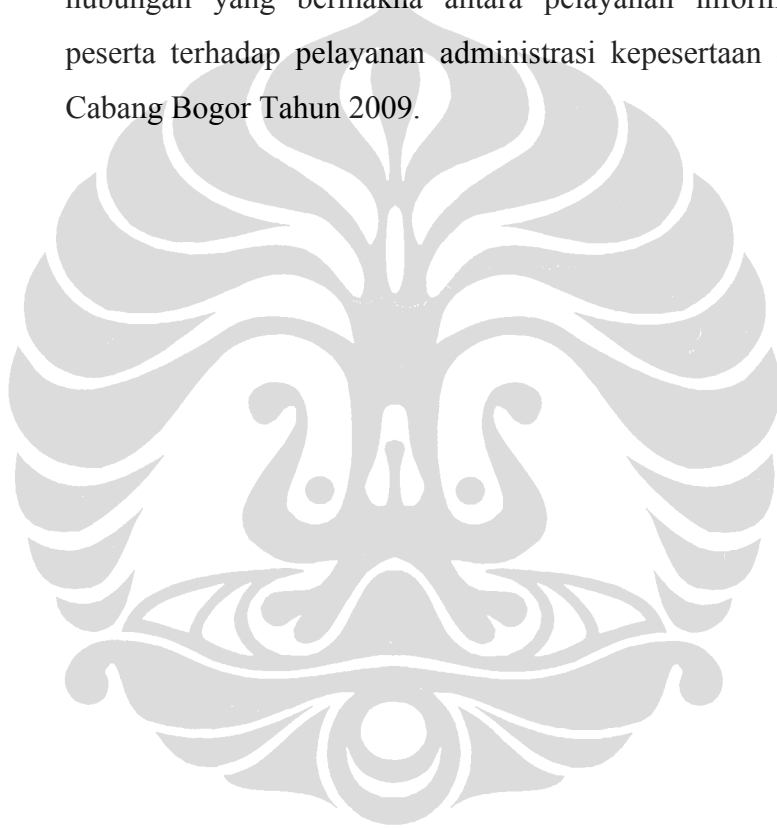 hubungan yang bermakna antara pelayanan inform
peserta terhadap pelayanan administrasi kepesertaan
Cabang Bogor Tahun 2009.